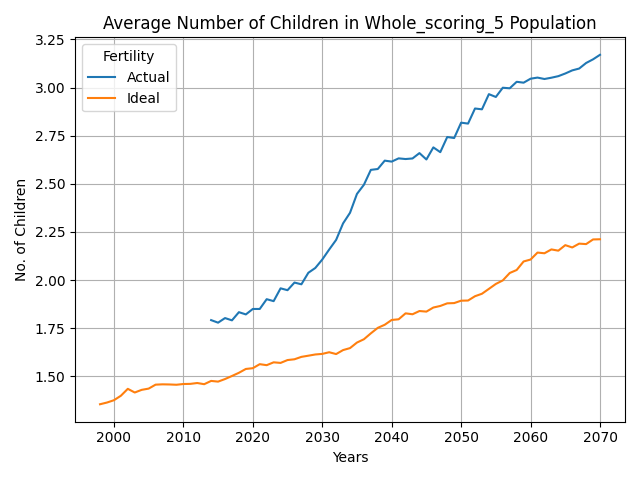 Average Number of Children in Whole_scoring_5 Population
3.25
3.00
2.75
2.50
2.25
2.00
1.75
1.50
No. of Children
Fertility
Actual
Ideal
2000 2010 2020 2030 2040 2050 2060 2070
Years